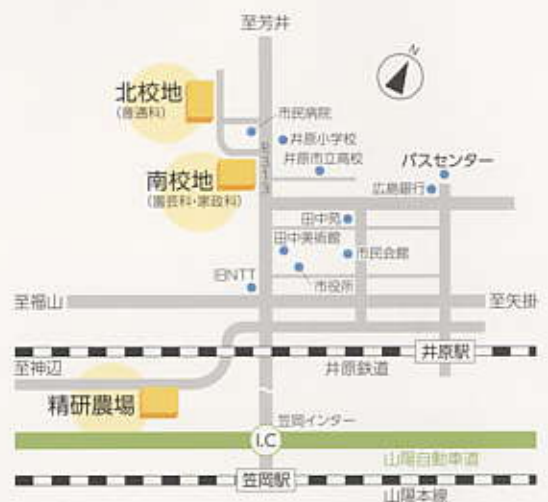 至芳井
N
北校地
(普通科)
市民病院
井原小学校
井原市立高校
バスセンター
R313
南校地
(園芸科・家政科)
広島銀行
田中苑
田中美術館
市民会館
旧NTT
市役所
至福山
至矢掛
井原駅
至神辺
井原鉄道
精研農場
笠岡インター
I.C
山陽自動車道
笠岡駅
山陽本線